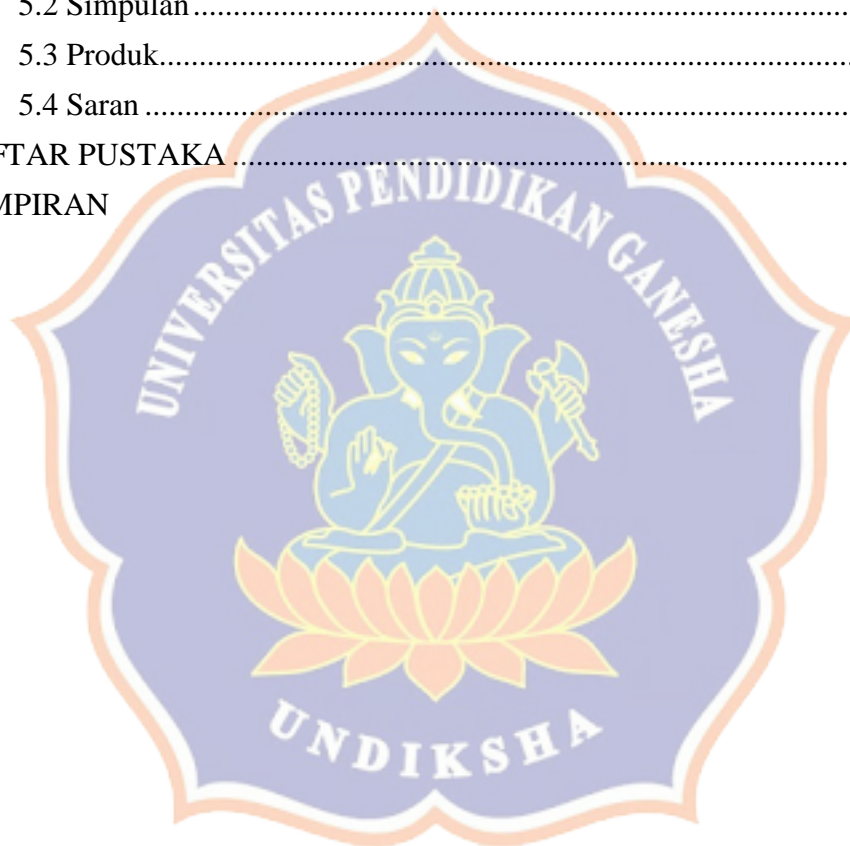 5.2 Simpulan................................................................................
5.3 Produk....................................................................................
5.4 Saran ......................................................................................
FTAR PUSTAKA ..............................................................................
MPIRAN
UNIVERSITAS PENDIDIKAN GANESHA
UNDIKSHA